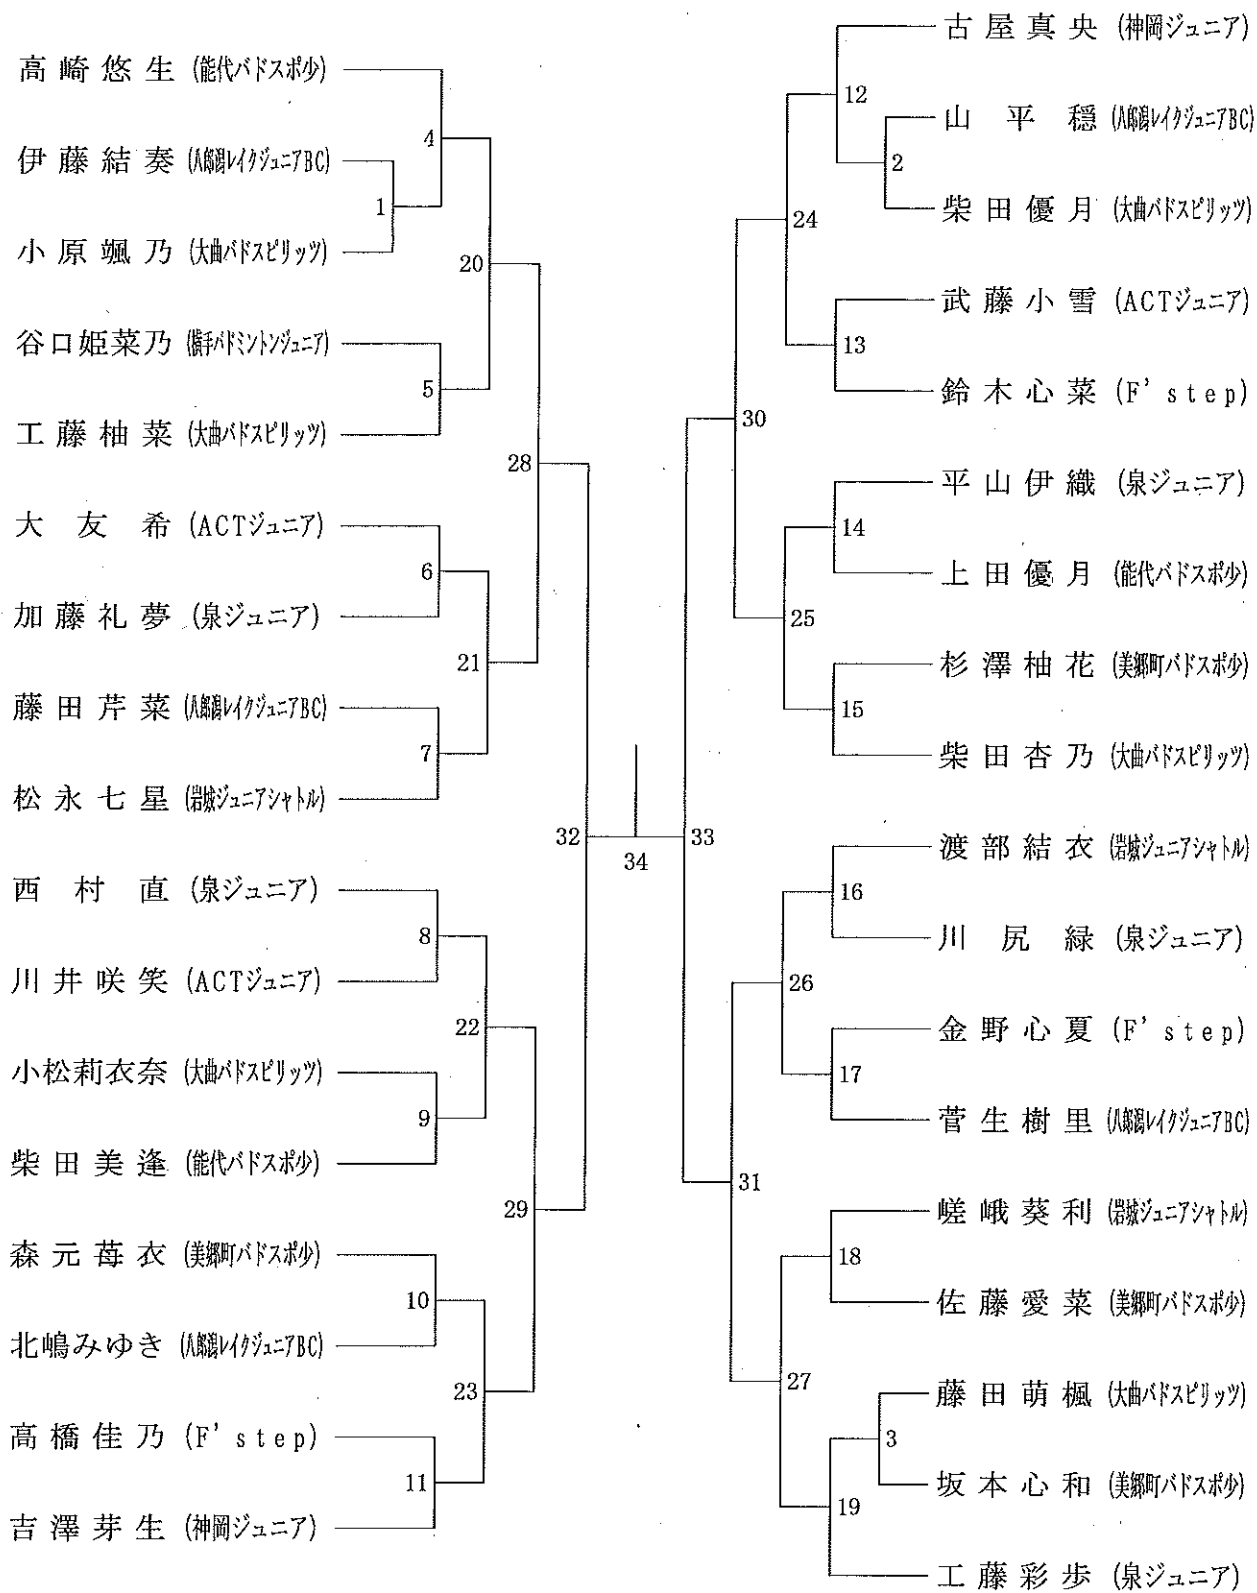 高崎悠生 (能代バドスポ少)
4
伊藤結奏 (八郎潟レイクジュニアBC)
1
小原颯乃 (大曲バドスピリッツ)
20
谷口姫菜乃 (横手バドミントンジュニア)
5
工藤柚菜 (大曲バドスピリッツ)
28
大友希 (ACTジュニア)
6
加藤礼夢 (泉ジュニア)
21
藤田芹菜 (八郎潟レイクジュニアBC)
7
松永七星 (岩城ジュニアシャトル)
32
西村直 (泉ジュニア)
8
川井咲笑 (ACTジュニア)
22
小松莉衣奈 (大曲バドスピリッツ)
9
柴田美逢 (能代バドスポ少)
29
森元苺衣 (美郷町バドスポ少)
10
北嶋みゆき (八郎潟レイクジュニアBC)
23
高橋佳乃 (F'step)
11
吉澤芽生 (神岡ジュニア)
34
古屋真央 (神岡ジュニア)
12
山平穏 (八郎潟レイクジュニアBC)
2
柴田優月 (大曲バドスピリッツ)
24
武藤小雪 (ACTジュニア)
13
鈴木心菜 (F'step)
30
平山伊織 (泉ジュニア)
14
上田優月 (能代バドスポ少)
25
杉澤柚花 (美郷町バドスポ少)
15
柴田杏乃 (大曲バドスピリッツ)
33
渡部結衣 (岩城ジュニアシャトル)
16
川尻緑 (泉ジュニア)
26
金野心夏 (F'step)
17
菅生樹里 (八郎潟レイクジュニアBC)
31
嵯峨葵利 (岩城ジュニアシャトル)
18
佐藤愛菜 (美郷町バドスポ少)
27
藤田萌楓 (大曲バドスピリッツ)
3
坂本心和 (美郷町バドスポ少)
19
工藤彩歩 (泉ジュニア)